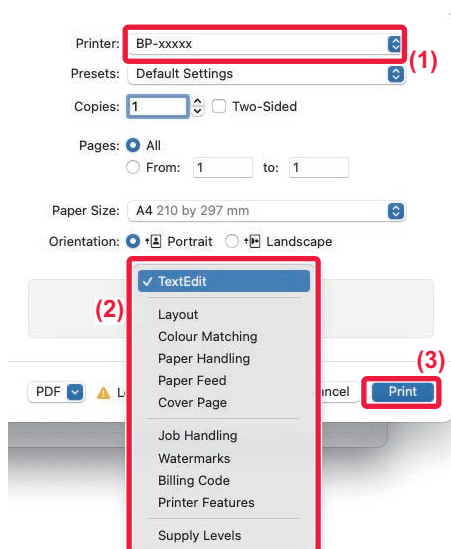 Printer: BP-xxxxx
(1)
Presets: Default Settings
Copies: 1 Two-Sided
Pages: All
From: 1 to: 1
Paper Size: A4 210 by 297 mm
Orientation: Portrait Landscape
(2)
✓ TextEdit
Layout
Colour Matching
Paper Handling
Paper Feed
Cover Page
Job Handling
Watermarks
Billing Code
Printer Features
Supply Levels
(3)
PDF L ncel Print